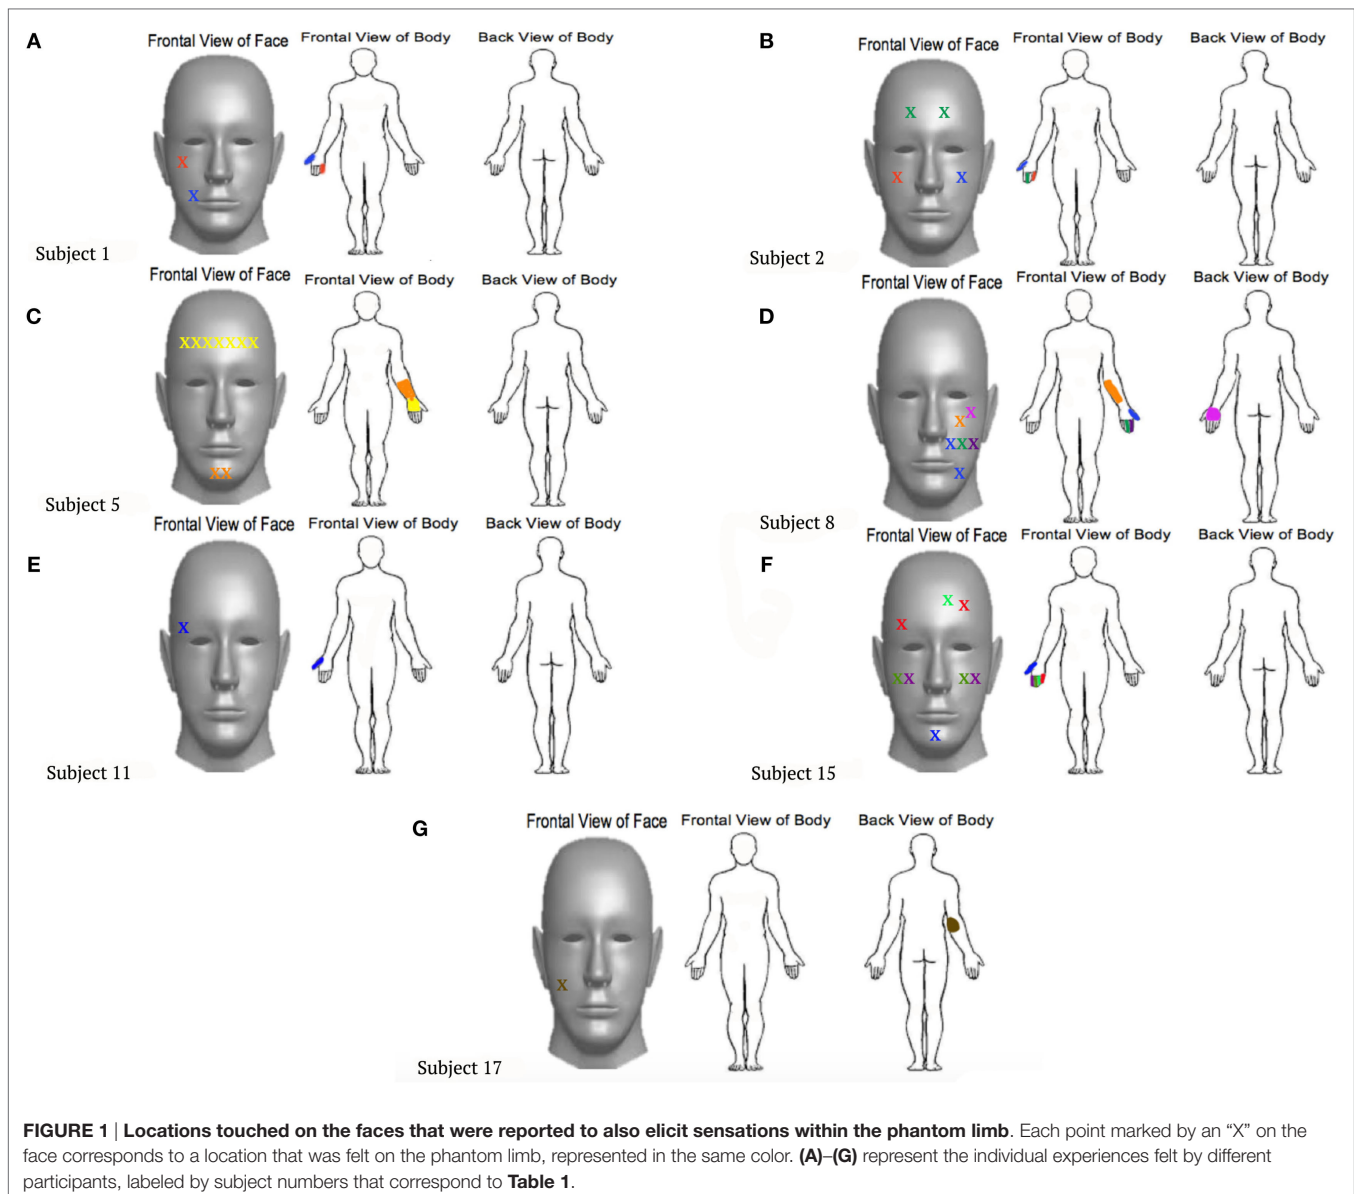 A
Frontal View of Face
Frontal View of Body
Back View of Body
X
X
Subject 1
B
Frontal View of Face
Frontal View of Body
Back View of Body
X X
X X
Subject 2
C
Frontal View of Face
Frontal View of Body
Back View of Body
XXXXXXX
XX
Subject 5
D
Frontal View of Face
Frontal View of Body
Back View of Body
X
X
XXX
X
Subject 8
E
Frontal View of Face
Frontal View of Body
Back View of Body
X
Subject 11
F
Frontal View of Face
Frontal View of Body
Back View of Body
X X
X
XX XX
X
Subject 15
G
Frontal View of Face
Frontal View of Body
Back View of Body
X
Subject 17
FIGURE 1 | Locations touched on the faces that were reported to also elicit sensations within the phantom limb. Each point marked by an “X” on the
face corresponds to a location that was felt on the phantom limb, represented in the same color. (A)–(G) represent the individual experiences felt by different
participants, labeled by subject numbers that correspond to Table 1.